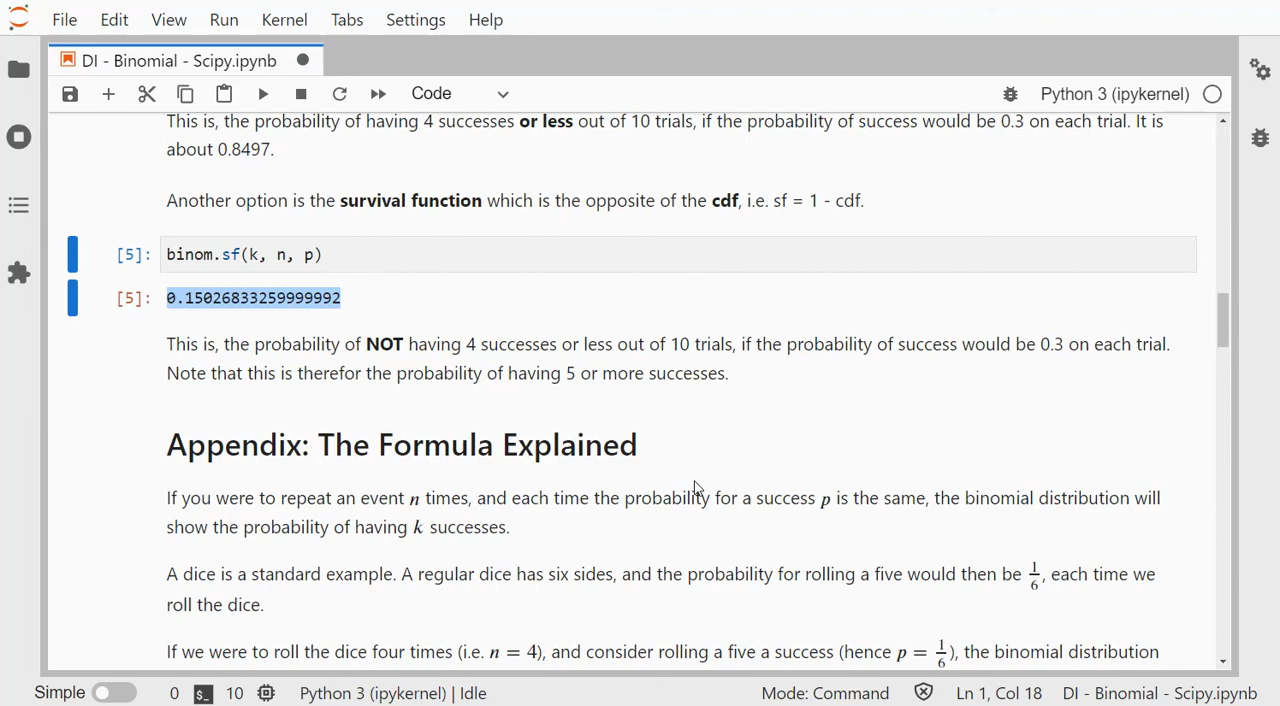 File Edit View Run Kernel Tabs Settings Help
DI - Binomial - Scipy.ipynb
Code
Python 3 (ipykernel)
This is, the probability of having 4 successes or less out of 10 trials, if the probability of success would be 0.3 on each trial. It is
about 0.8497.
Another option is the survival function which is the opposite of the cdf, i.e. sf = 1 - cdf.
[5]: binom.sf(k, n, p)
[5]: 0.15026833259999992
This is, the probability of NOT having 4 successes or less out of 10 trials, if the probability of success would be 0.3 on each trial.
Note that this is therefor the probability of having 5 or more successes.
Appendix: The Formula Explained
If you were to repeat an event n times, and each time the probability for a success p is the same, the binomial distribution will
show the probability of having k successes.
A dice is a standard example. A regular dice has six sides, and the probability for rolling a five would then be 1/6, each time we
roll the dice.
If we were to roll the dice four times (i.e. n = 4), and consider rolling a five a success (hence p = 1/6), the binomial distribution
Simple 0 $_ 10 Python 3 (ipykernel) | Idle Mode: Command Ln 1, Col 18 DI - Binomial - Scipy.ipynb